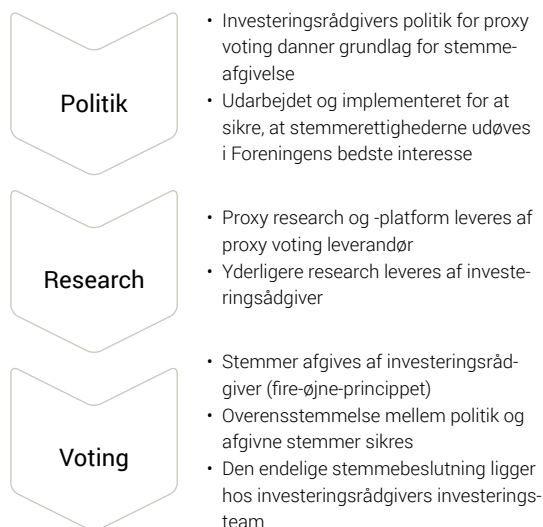 Politik
• Investeringsrådgivers politik for proxy
voting danner grundlag for stemme-
afgivelse
• Udarbejdet og implementeret for at
sikre, at stemmerettighederne udøves
i Foreningens bedste interesse
Research
• Proxy research og -platform leveres af
proxy voting leverandør
• Yderligere research leveres af investe-
ringsådgiver
Voting
• Stemmer afgives af investeringsråd-
giver (fire-øjne-princippet)
• Overensstemmelse mellem politik og
afgivne stemmer sikres
• Den endelige stemmebeslutning ligger
hos investeringsrådgivers investerings-
team